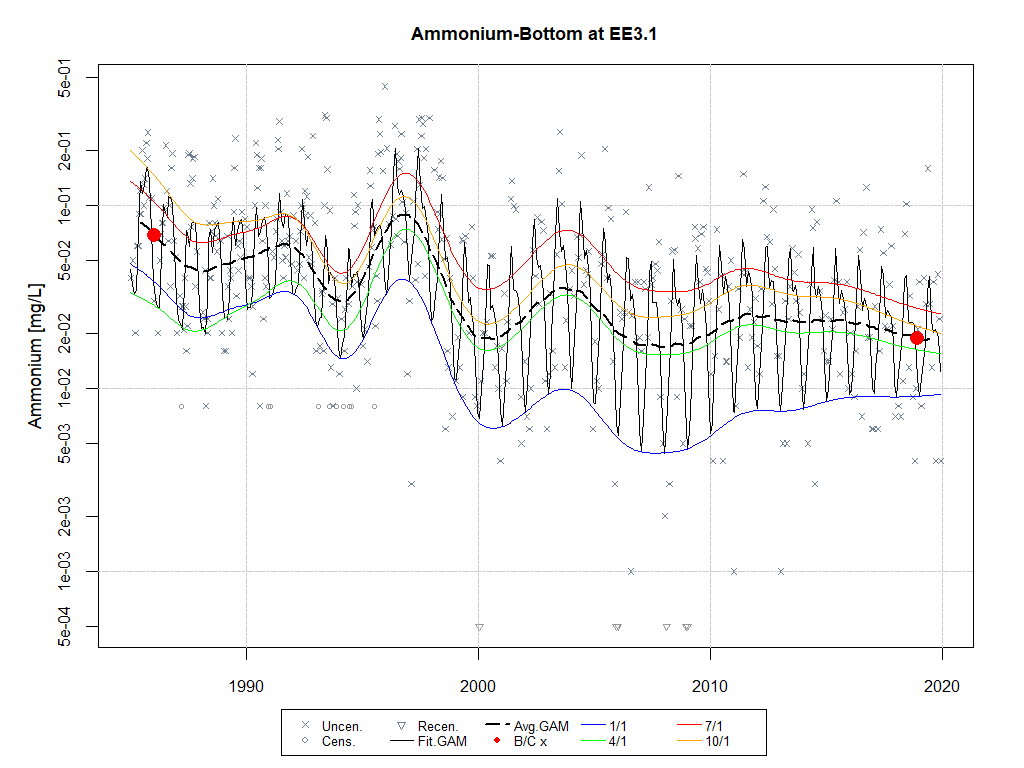 Ammonium-Bottom at EE3.1
Ammonium [mg/L]
5e-01
2e-01
1e-01
5e-02
2e-02
1e-02
5e-03
2e-03
1e-03
5e-04
1990 2000 2010 2020
Uncen. Recen. Avg.GAM 1/1 7/1
Cens. Fit.GAM B/C x 4/1 10/1